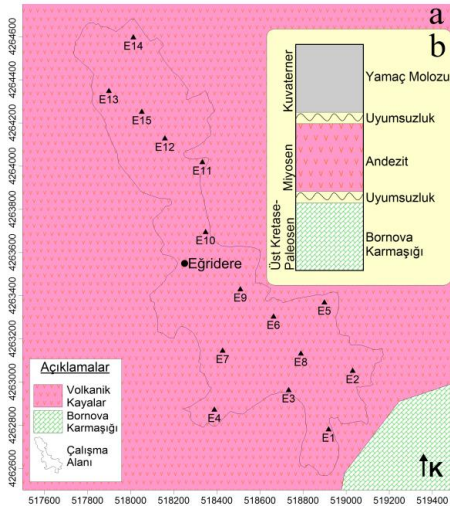 a
b
Kuvaterner
Yamaç Molozu
Uyumsuzluk
Miyosen
Andezit
Uyumsuzluk
Üst Kretase-
Paleosen
Bornova
Karmaşığı
E14
E13
E15
E12
E11
E10
Eğridere
E9
E5
E6
E7
E8
E2
E3
E4
E1
Açıklamalar
Volkanik
Kayalar
Bornova
Karmaşığı
Çalışma
Alanı
K
4264600
4264400
4264200
4264000
4263800
4263600
4263400
4263200
4263000
4262800
4262600
517600
517800
518000
518200
518400
518600
518800
519000
519200
519400